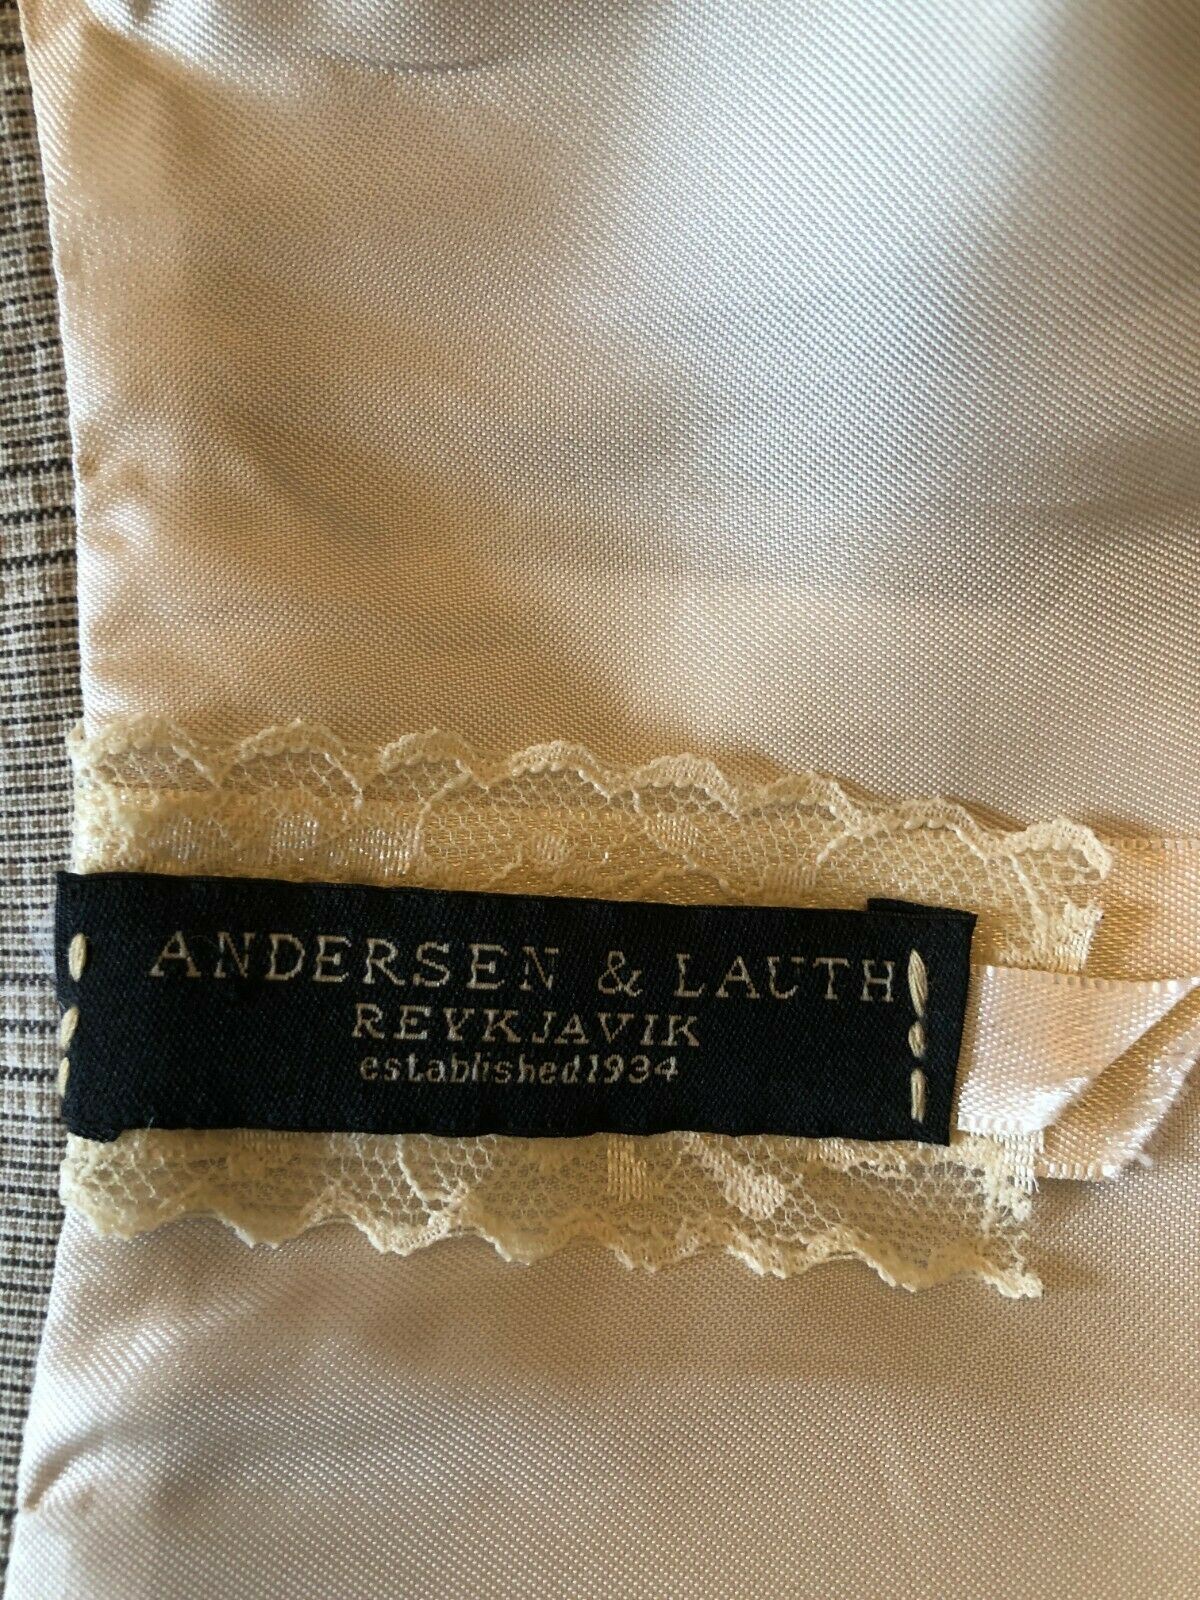 ANDERSEN & LAUTH
REYKJAVIK
established1934